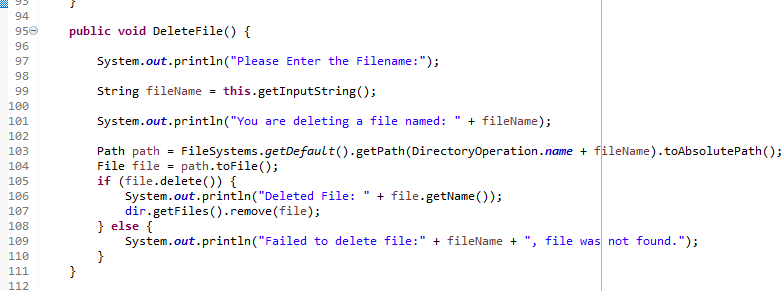 93 }
94
95 public void DeleteFile() {
96
97 System.out.println("Please Enter the Filename:");
98
99 String fileName = this.getInputString();
100
101 System.out.println("You are deleting a file named: " + fileName);
102
103 Path path = FileSystems.getDefault().getPath(DirectoryOperation.name + fileName).toAbsolutePath();
104 File file = path.toFile();
105 if (file.delete()) {
106 System.out.println("Deleted File: " + file.getName());
107 dir.getFiles().remove(file);
108 } else {
109 System.out.println("Failed to delete file:" + fileName + ", file was not found.");
110 }
111 }
112